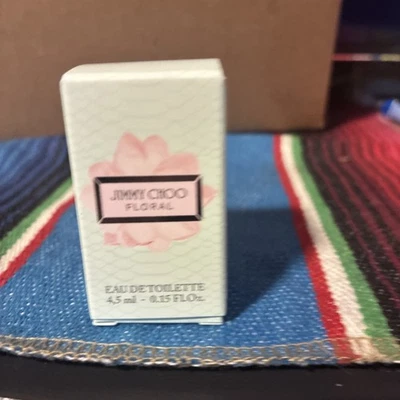 JIMMY CHOO
FLORAL
EAU DE TOILETTE
4,5 ml - 0.15 Fl.Oz.